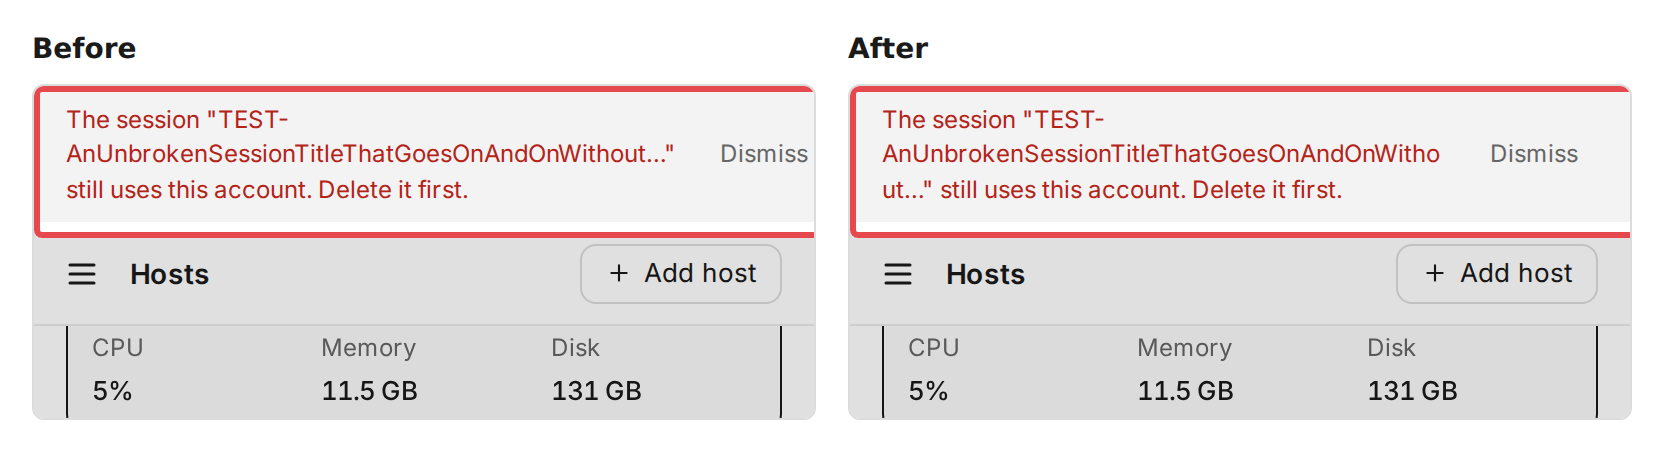 Before
The session "TEST-
AnUnbrokenSessionTitleThatGoesOnAndOnWithout..."
still uses this account. Delete it first.
Dismiss
Hosts
+ Add host
CPU
Memory
Disk
5%
11.5 GB
131 GB
After
The session "TEST-
AnUnbrokenSessionTitleThatGoesOnAndOnWitho
ut..." still uses this account. Delete it first.
Dismiss
Hosts
+ Add host
CPU
Memory
Disk
5%
11.5 GB
131 GB